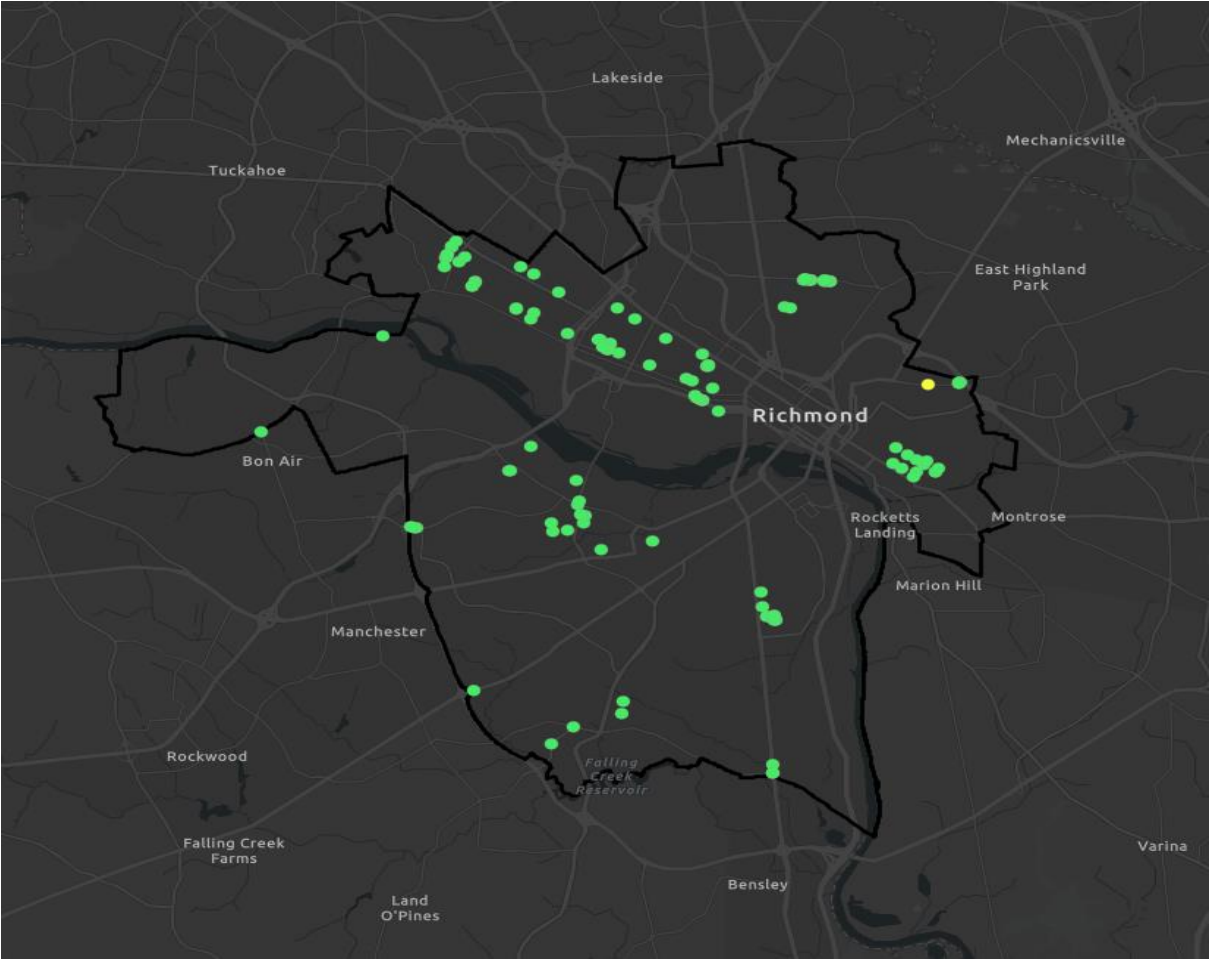 Lakeside
Mechanicsville
Tuckahoe
East Highland
Park
Richmond
Bon Air
Rocketts
Landing
Montrose
Marion Hill
Manchester
Rockwood
Falling
Creek
Reservoir
Falling Creek
Farms
Varina
Bensley
Land
O'Pines